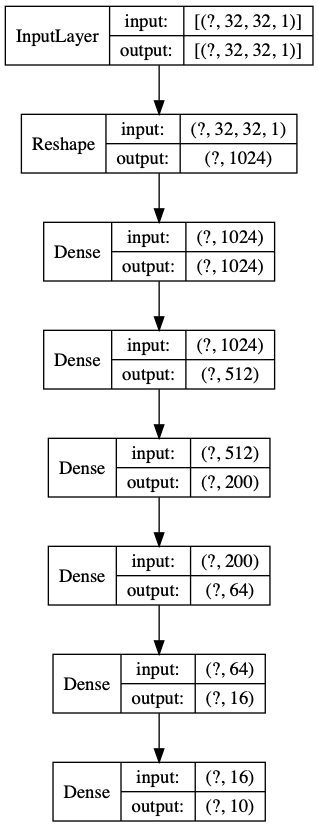 InputLayer
input: [(?, 32, 32, 1)]
output: [(?, 32, 32, 1)]
Reshape
input: (?, 32, 32, 1)
output: (?, 1024)
Dense
input: (?, 1024)
output: (?, 1024)
Dense
input: (?, 1024)
output: (?, 512)
Dense
input: (?, 512)
output: (?, 200)
Dense
input: (?, 200)
output: (?, 64)
Dense
input: (?, 64)
output: (?, 16)
Dense
input: (?, 16)
output: (?, 10)